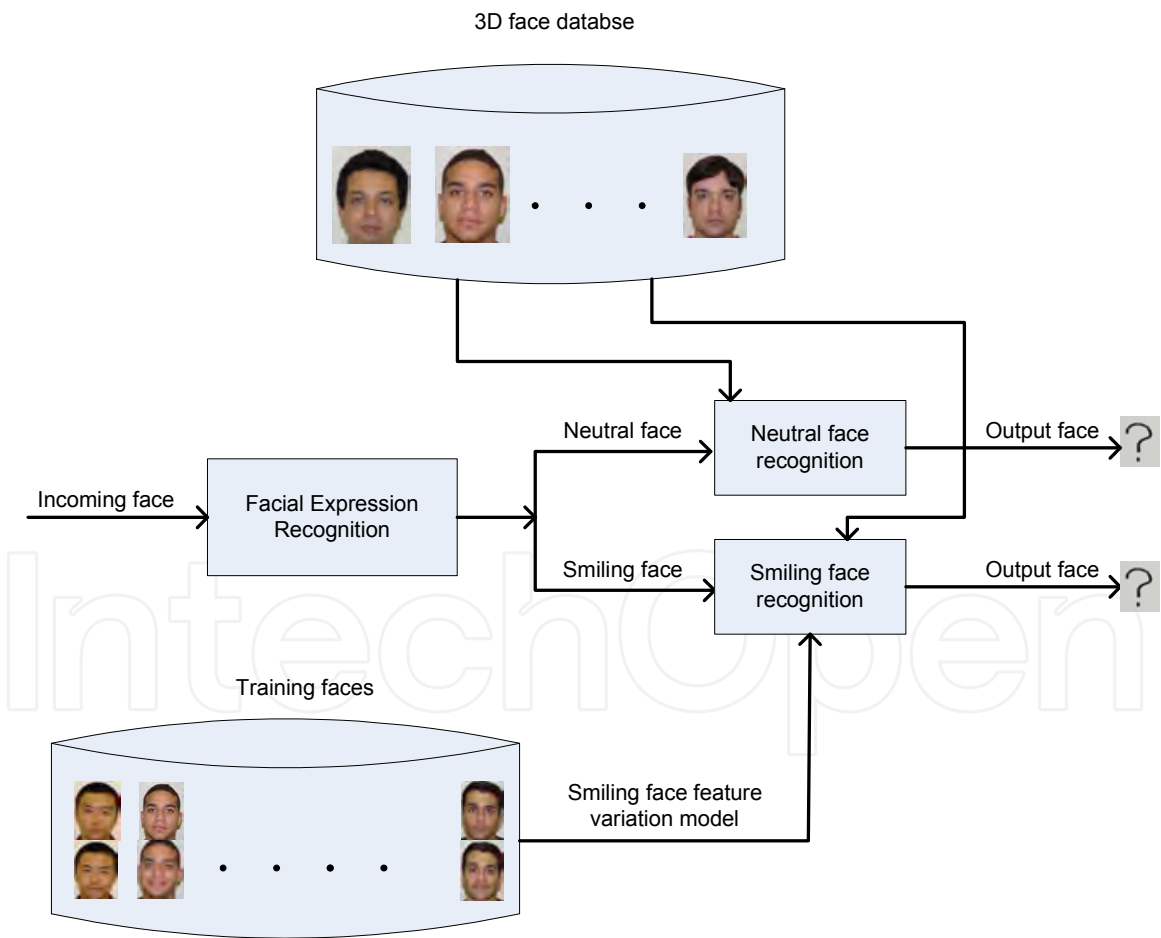 3D face databse
Neutral face
Neutral face
recognition
Output face
?
Incoming face
Facial Expression
Recognition
Smiling face
Smiling face
recognition
Output face
?
IntechOpen
Training faces
Smiling face feature
variation model